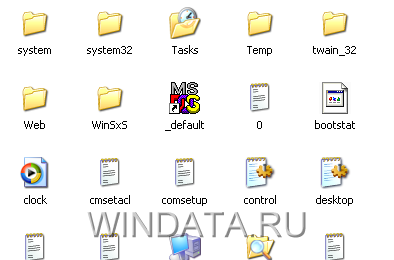 system system32 Tasks Temp twain_32
Web WinSxS _default 0 bootstat
clock cmsetacl comsetup control desktop
WINDATA.RU